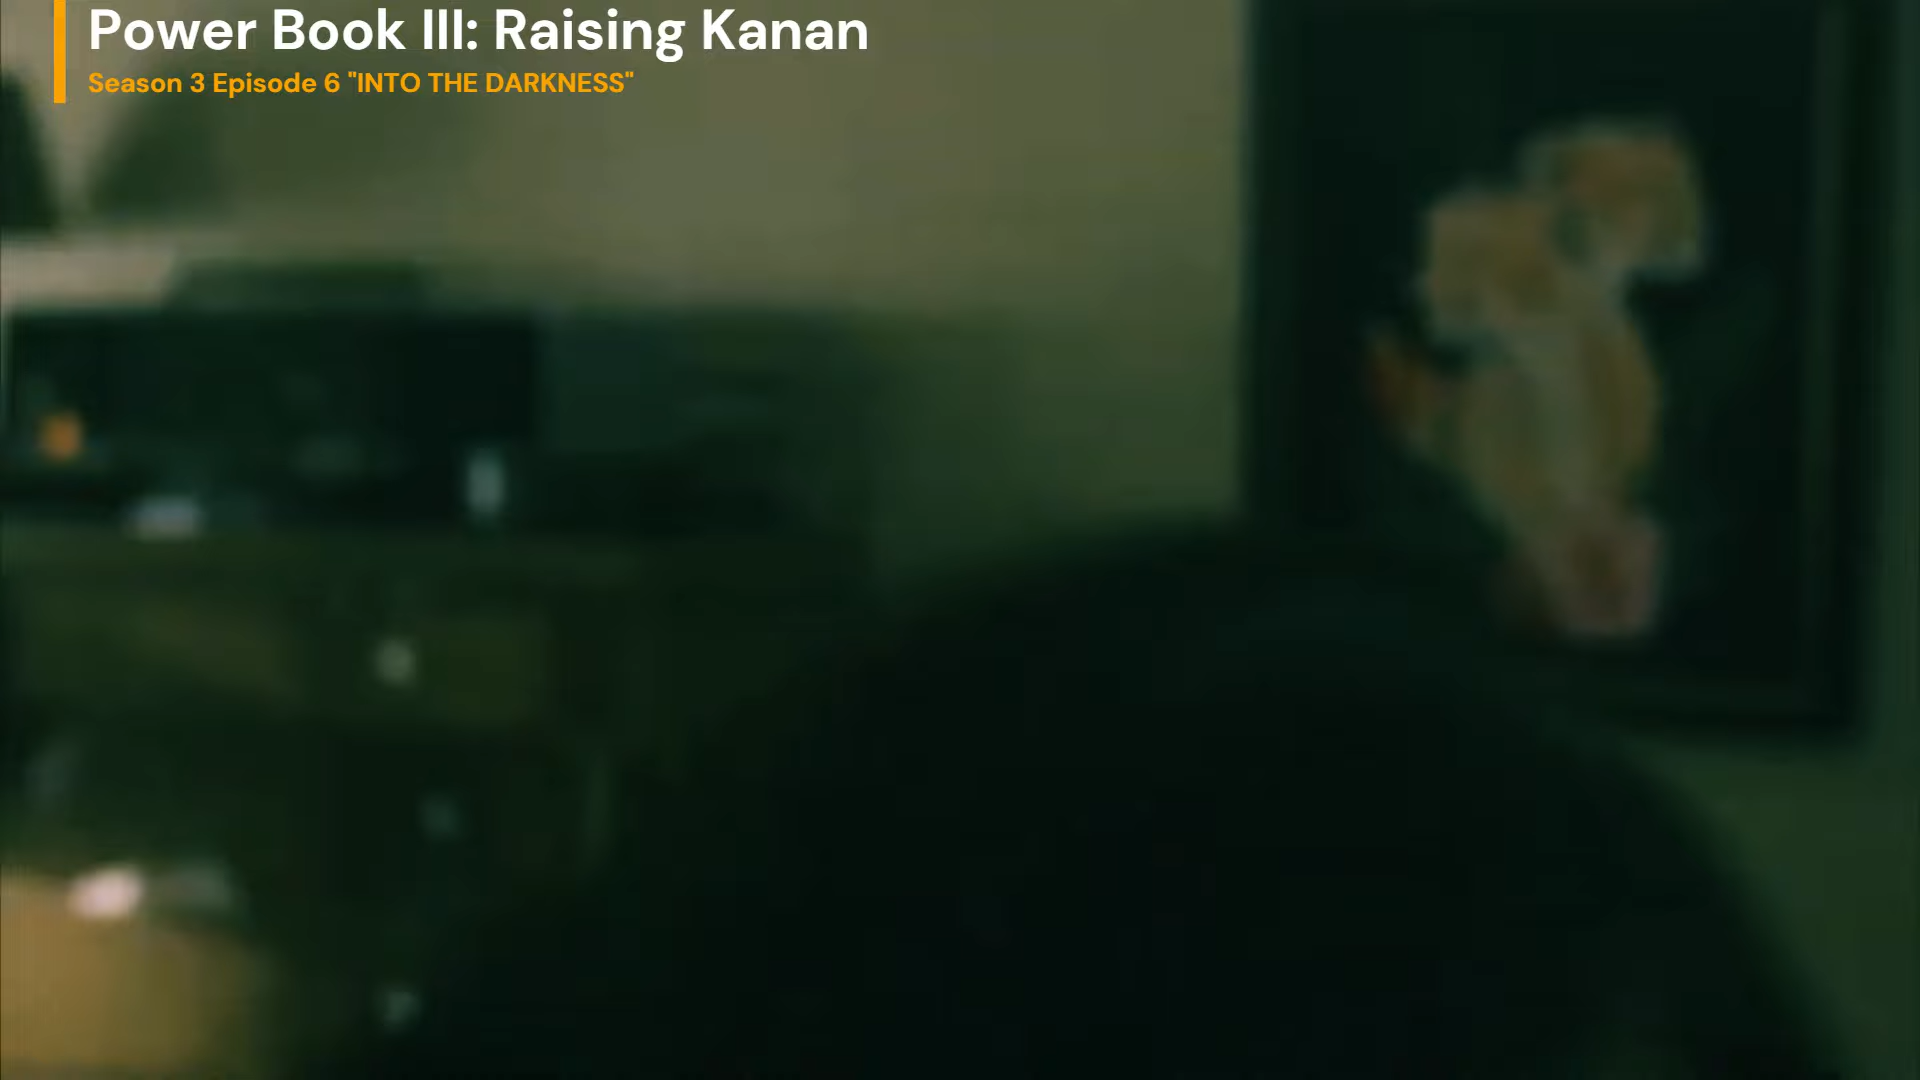 Power Book III: Raising Kanan
Season 3 Episode 6 "INTO THE DARKNESS"